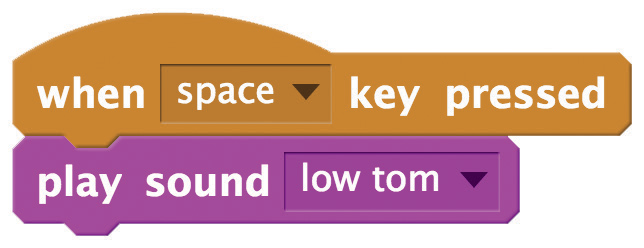 when space key pressed
play sound low tom